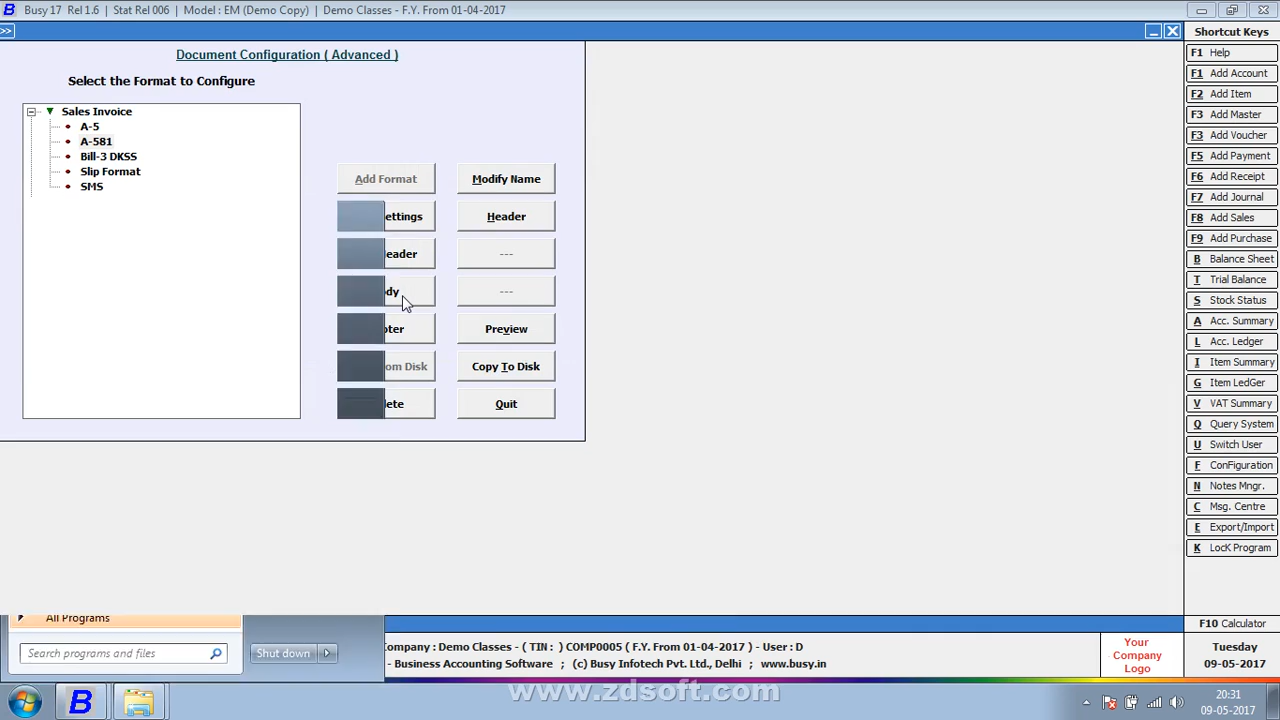 Busy 17 Rel 1.6 | Stat Rel 006 | Model : EM (Demo Copy) | Demo Classes - F.Y. From 01-04-2017
>>
Document Configuration ( Advanced )
Select the Format to Configure
Sales Invoice
A-5
A-581
Bill-3 DKSS
Slip Format
SMS
Add Format
Modify Name
ettings
Header
eader
---
dy
---
oter
Preview
om Disk
Copy To Disk
lete
Quit
Shortcut Keys
F1 Help
F1 Add Account
F2 Add Item
F3 Add Master
F3 Add Voucher
F5 Add Payment
F6 Add Receipt
F7 Add Journal
F8 Add Sales
F9 Add Purchase
B Balance Sheet
T Trial Balance
S Stock Status
A Acc. Summary
L Acc. Ledger
I Item Summary
G Item LedGer
V VAT Summary
Q Query System
U Switch User
F ConFiguration
N Notes Mngr.
C Msg. Centre
E Export/Import
K LocK Program
F10 Calculator
All Programs
Search programs and files
Shut down
ompany : Demo Classes - ( TIN : ) COMP0005 ( F.Y. From 01-04-2017 ) - User : D
- Business Accounting Software ; (c) Busy Infotech Pvt. Ltd., Delhi ; www.busy.in
Your
Company
Logo
Tuesday
09-05-2017
www.zdsoft.com
20:31
09-05-2017